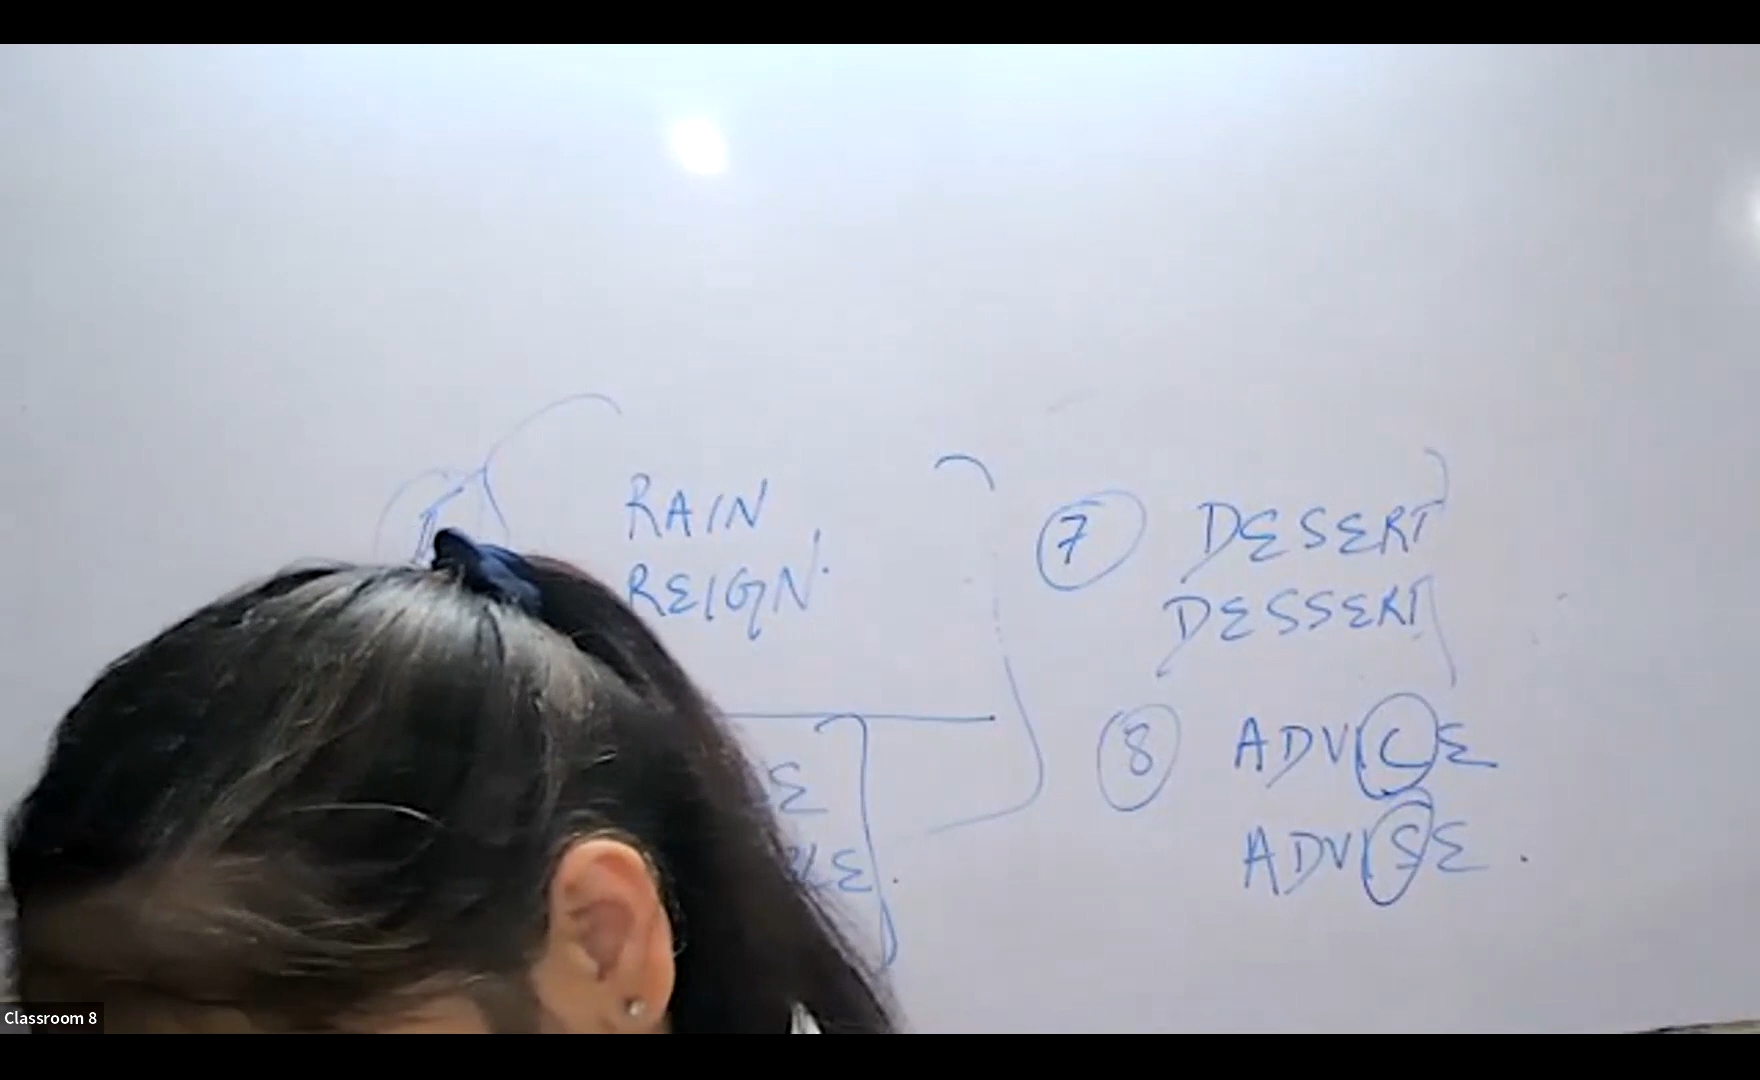 RAIN
REIGN.
7 DESERT
DESSERT
8 ADVICE
ADVISE.
Classroom 8